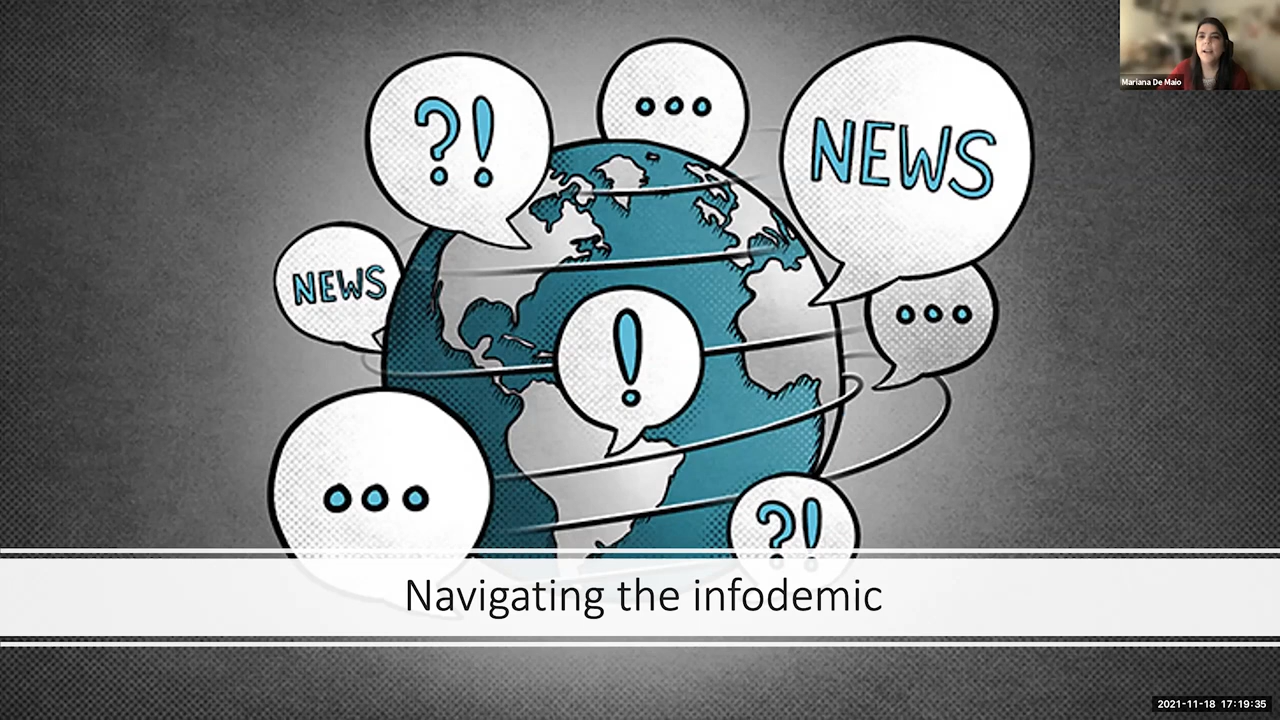 ?!
...
NEWS
Mariana De Maio
NEWS
!
...
...
?!
Navigating the infodemic
2021-11-18 17:19:35